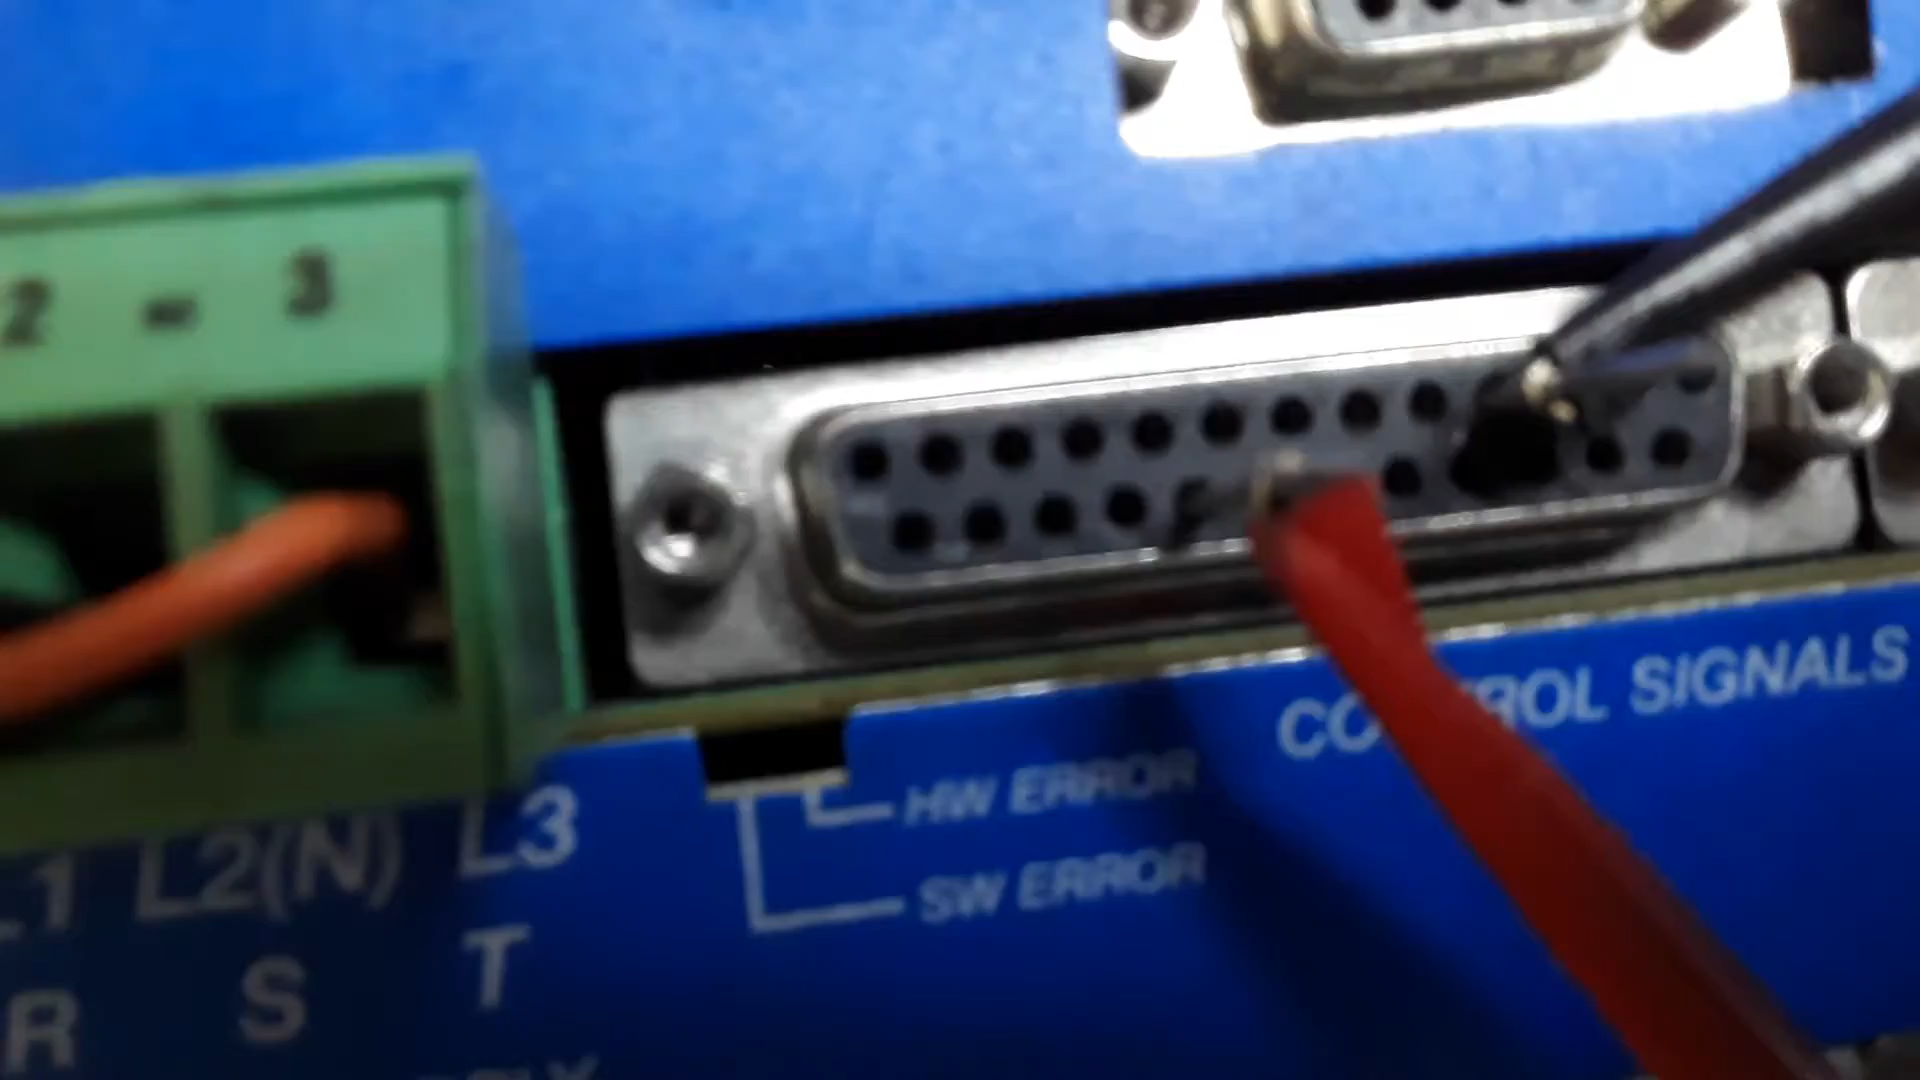 2 - 3
CONTROL SIGNALS
HW ERROR
SW ERROR
L1 L2(N) L3
R S T